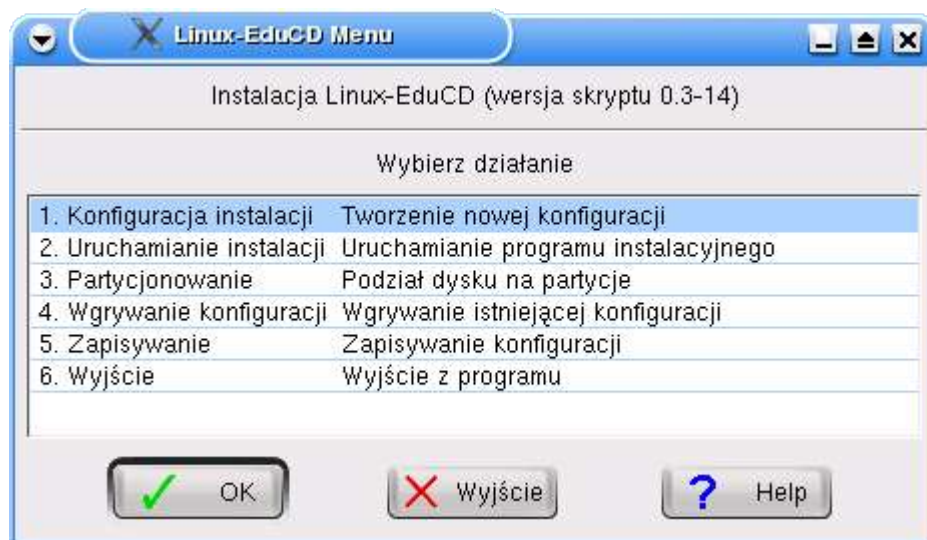 Linux-EduCD Menu
Instalacja Linux-EduCD (wersja skryptu 0.3-14)
Wybierz działanie
1. Konfiguracja instalacji Tworzenie nowej konfiguracji
2. Uruchamianie instalacji Uruchamianie programu instalacyjnego
3. Partycjonowanie Podział dysku na partycje
4. Wgrywanie konfiguracji Wgrywanie istniejącej konfiguracji
5. Zapisywanie Zapisywanie konfiguracji
6. Wyjście Wyjście z programu
OK Wyjście Help